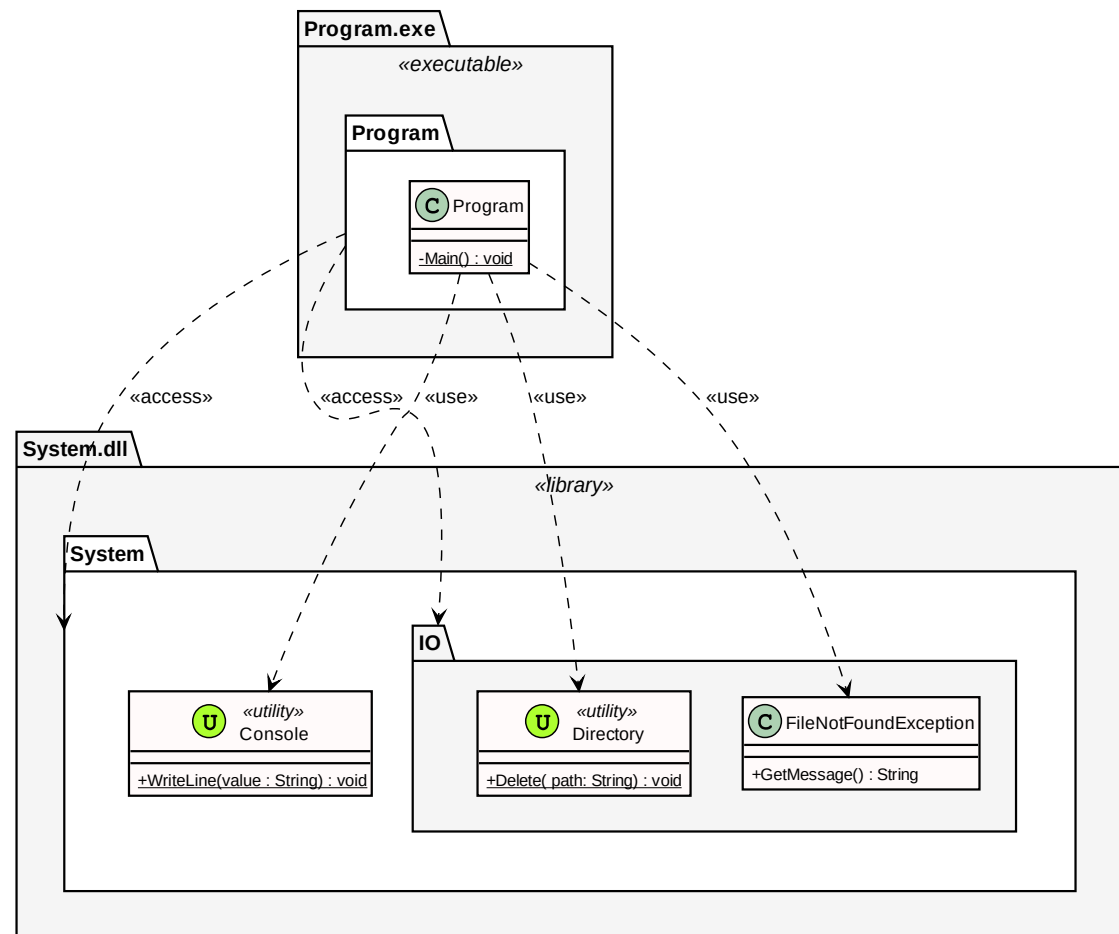 Program.exe
«executable»
Program
C Program
-Main() : void
«access»
«access»
«use»
«use»
«use»
System.dll
«library»
System
IO
U «utility»
Console
+WriteLine(value : String) : void
U «utility»
Directory
+Delete( path: String) : void
C FileNotFoundException
+GetMessage() : String